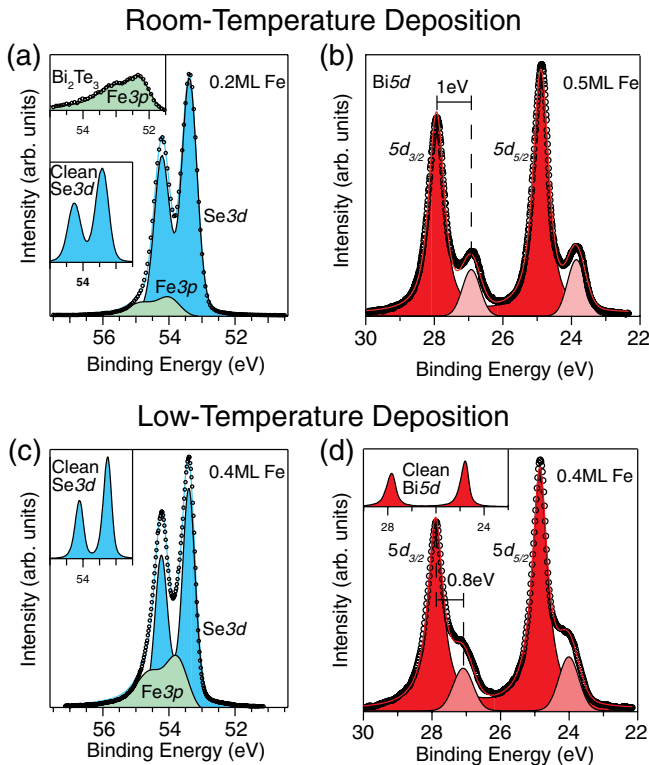 Room-Temperature Deposition
(a)
Bi2Te3
Fe3p
54
52
0.2ML Fe
Clean
Se3d
54
Se3d
Fe3p
Intensity (arb. units)
56
54
52
Binding Energy (eV)
(b)
Bi5d
1eV
0.5ML Fe
5d3/2
5d5/2
Intensity (arb. units)
30
28
26
24
22
Binding Energy (eV)
Low-Temperature Deposition
(c)
Clean
Se3d
54
0.4ML Fe
Se3d
Fe3p
Intensity (arb. units)
56
54
52
Binding Energy (eV)
(d)
Clean
Bi5d
28
24
0.4ML Fe
5d3/2
5d5/2
0.8eV
Intensity (arb. units)
30
28
26
24
22
Binding Energy (eV)